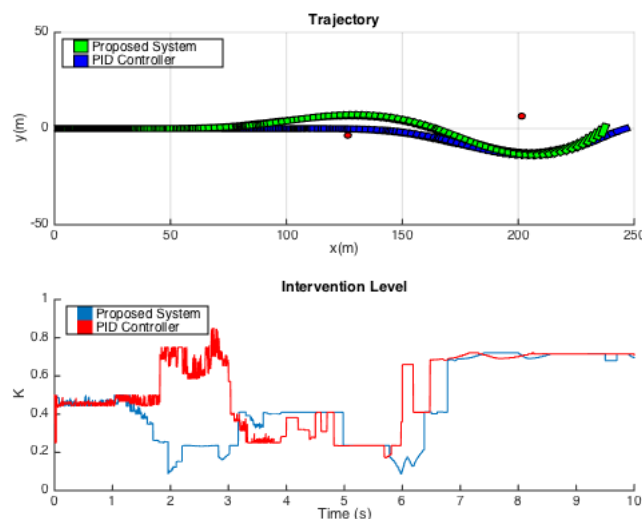 Trajectory
50
Proposed System
PID Controller
y(m)
0
-50
0 50 100 150 200 250
x(m)
Intervention Level
1
Proposed System
PID Controller
0.8
0.6
K
0.4
0.2
0
0 1 2 3 4 5 6 7 8 9 10
Time (s)